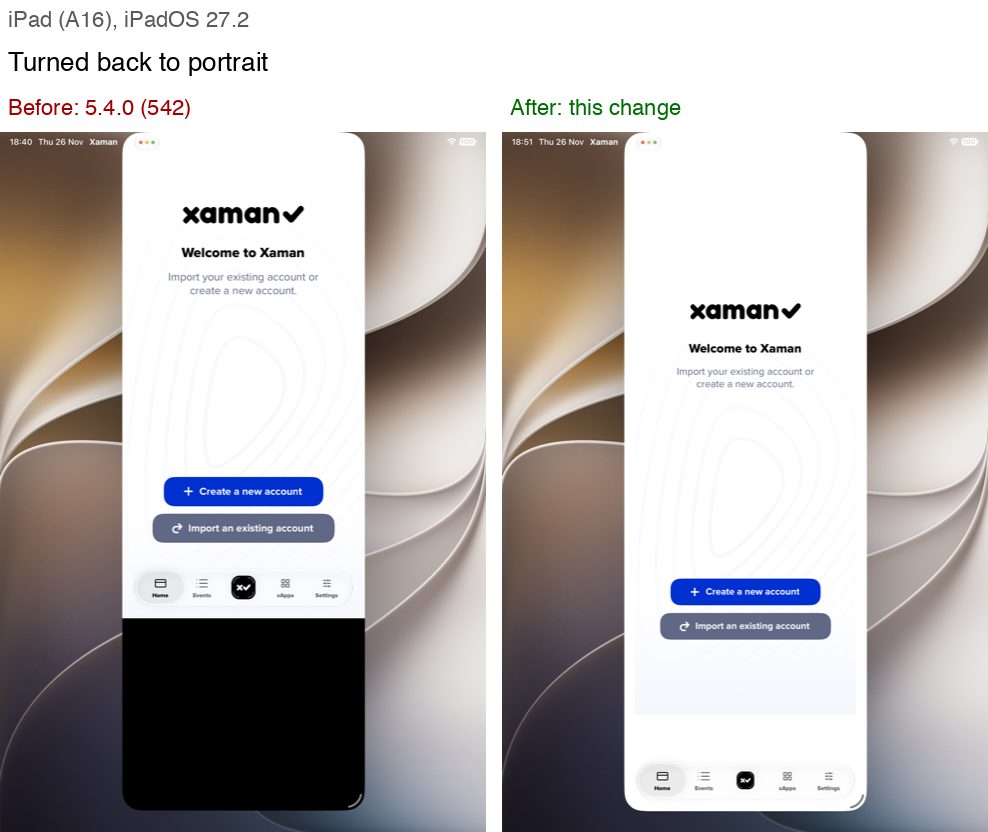 iPad (A16), iPadOS 27.2
Turned back to portrait
Before: 5.4.0 (542)
After: this change
18:40 Thu 26 Nov Xaman
100
xaman
Welcome to Xaman
Import your existing account or
create a new account.
+ Create a new account
Import an existing account
Home
Events
xApps
Settings
18:51 Thu 26 Nov Xaman
100
xaman
Welcome to Xaman
Import your existing account or
create a new account.
+ Create a new account
Import an existing account
Home
Events
xApps
Settings